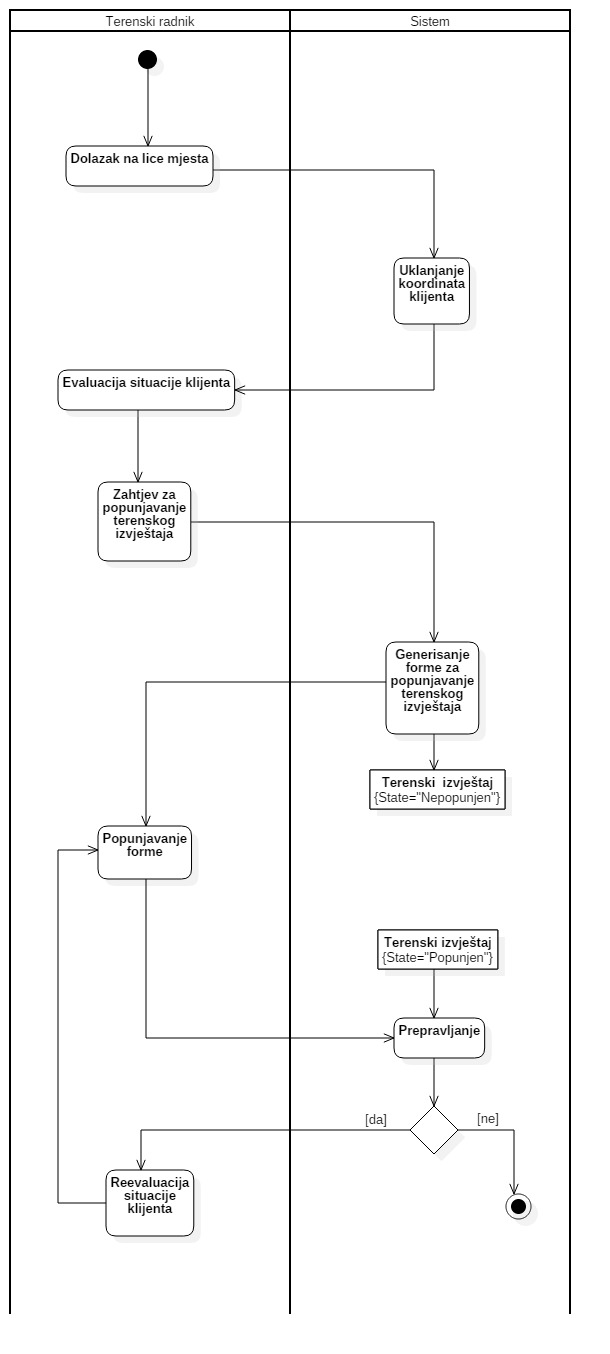 Terenski radnik
Sistem
Dolazak na lice mjesta
Uklanjanje
koordinata
klijenta
Evaluacija situacije klijenta
Zahtjev za
popunjavanje
terenskog
izvještaja
Generisanje
forme za
popunjavanje
terenskog
izvještaja
Terenski izvještaj
{State="Nepopunjen"}
Popunjavanje
forme
Terenski izvještaj
{State="Popunjen"}
Prepravljanje
[da]
[ne]
Reevaluacija
situacije
klijenta